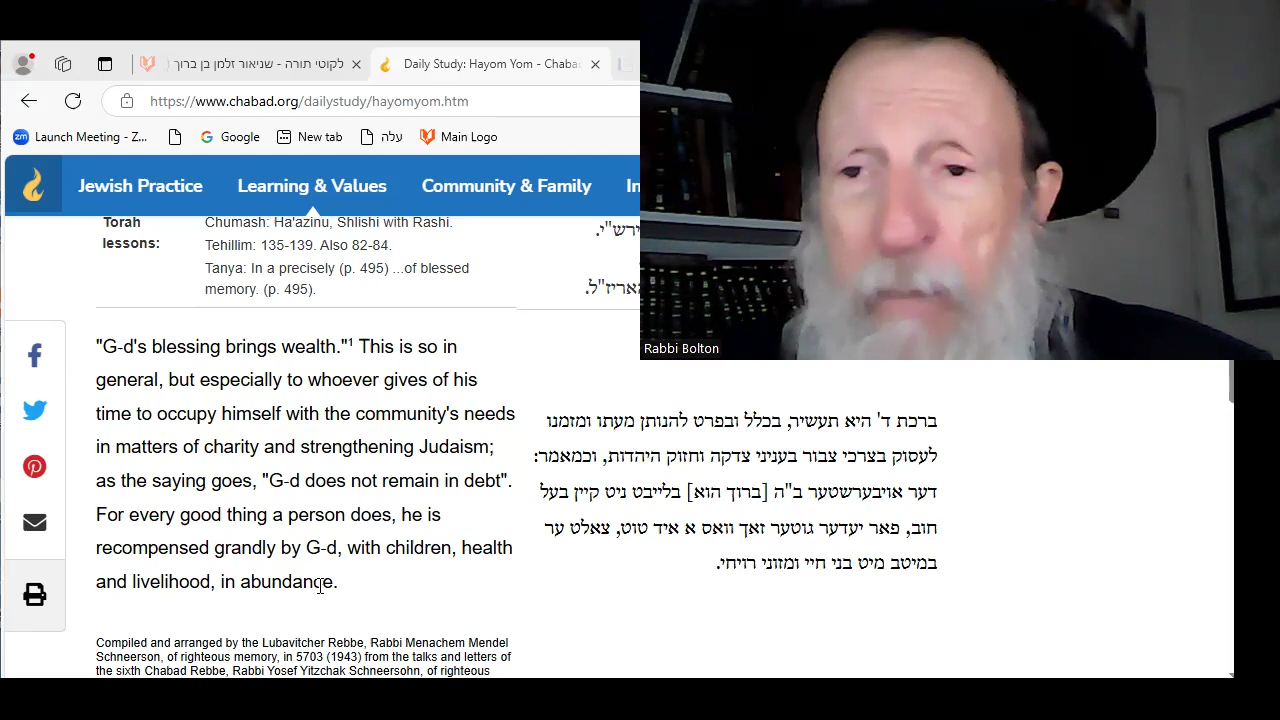 לקוטי תורה - שניאור זלמן בן ברוך
Daily Study: Hayom Yom - Chabad
https://www.chabad.org/dailystudy/hayomyom.htm
Launch Meeting - Z...
Google
New tab
עלה
Main Logo
Jewish Practice
Learning & Values
Community & Family
In
Torah lessons:
Chumash: Ha'azinu, Shlishi with Rashi.
Tehillim: 135-139. Also 82-84.
Tanya: In a precisely (p. 495) ...of blessed
memory. (p. 495).
"G-d's blessing brings wealth."1 This is so in
general, but especially to whoever gives of his
time to occupy himself with the community's needs
in matters of charity and strengthening Judaism;
as the saying goes, "G-d does not remain in debt".
For every good thing a person does, he is
recompensed grandly by G-d, with children, health
and livelihood, in abundance.
Compiled and arranged by the Lubavitcher Rebbe, Rabbi Menachem Mendel
Schneerson, of righteous memory, in 5703 (1943) from the talks and letters of
the sixth Chabad Rebbe, Rabbi Yosef Yitzchak Schneersohn, of righteous
Rabbi Bolton
ברכת ד' היא תעשיר, בכלל ובפרט להנותן מעתו ומזמנו
לעסוק בצרכי צבור בעניני צדקה וחזוק היהדות, וכמאמר:
דער אויבערשטער ב"ה [ברוך הוא] בלייבט ניט קיין בעל
חוב, פאר יעדער גוטער זאך וואס א איד טוט, צאלט ער
במיטב מיט בני חיי ומזוני רויחי.